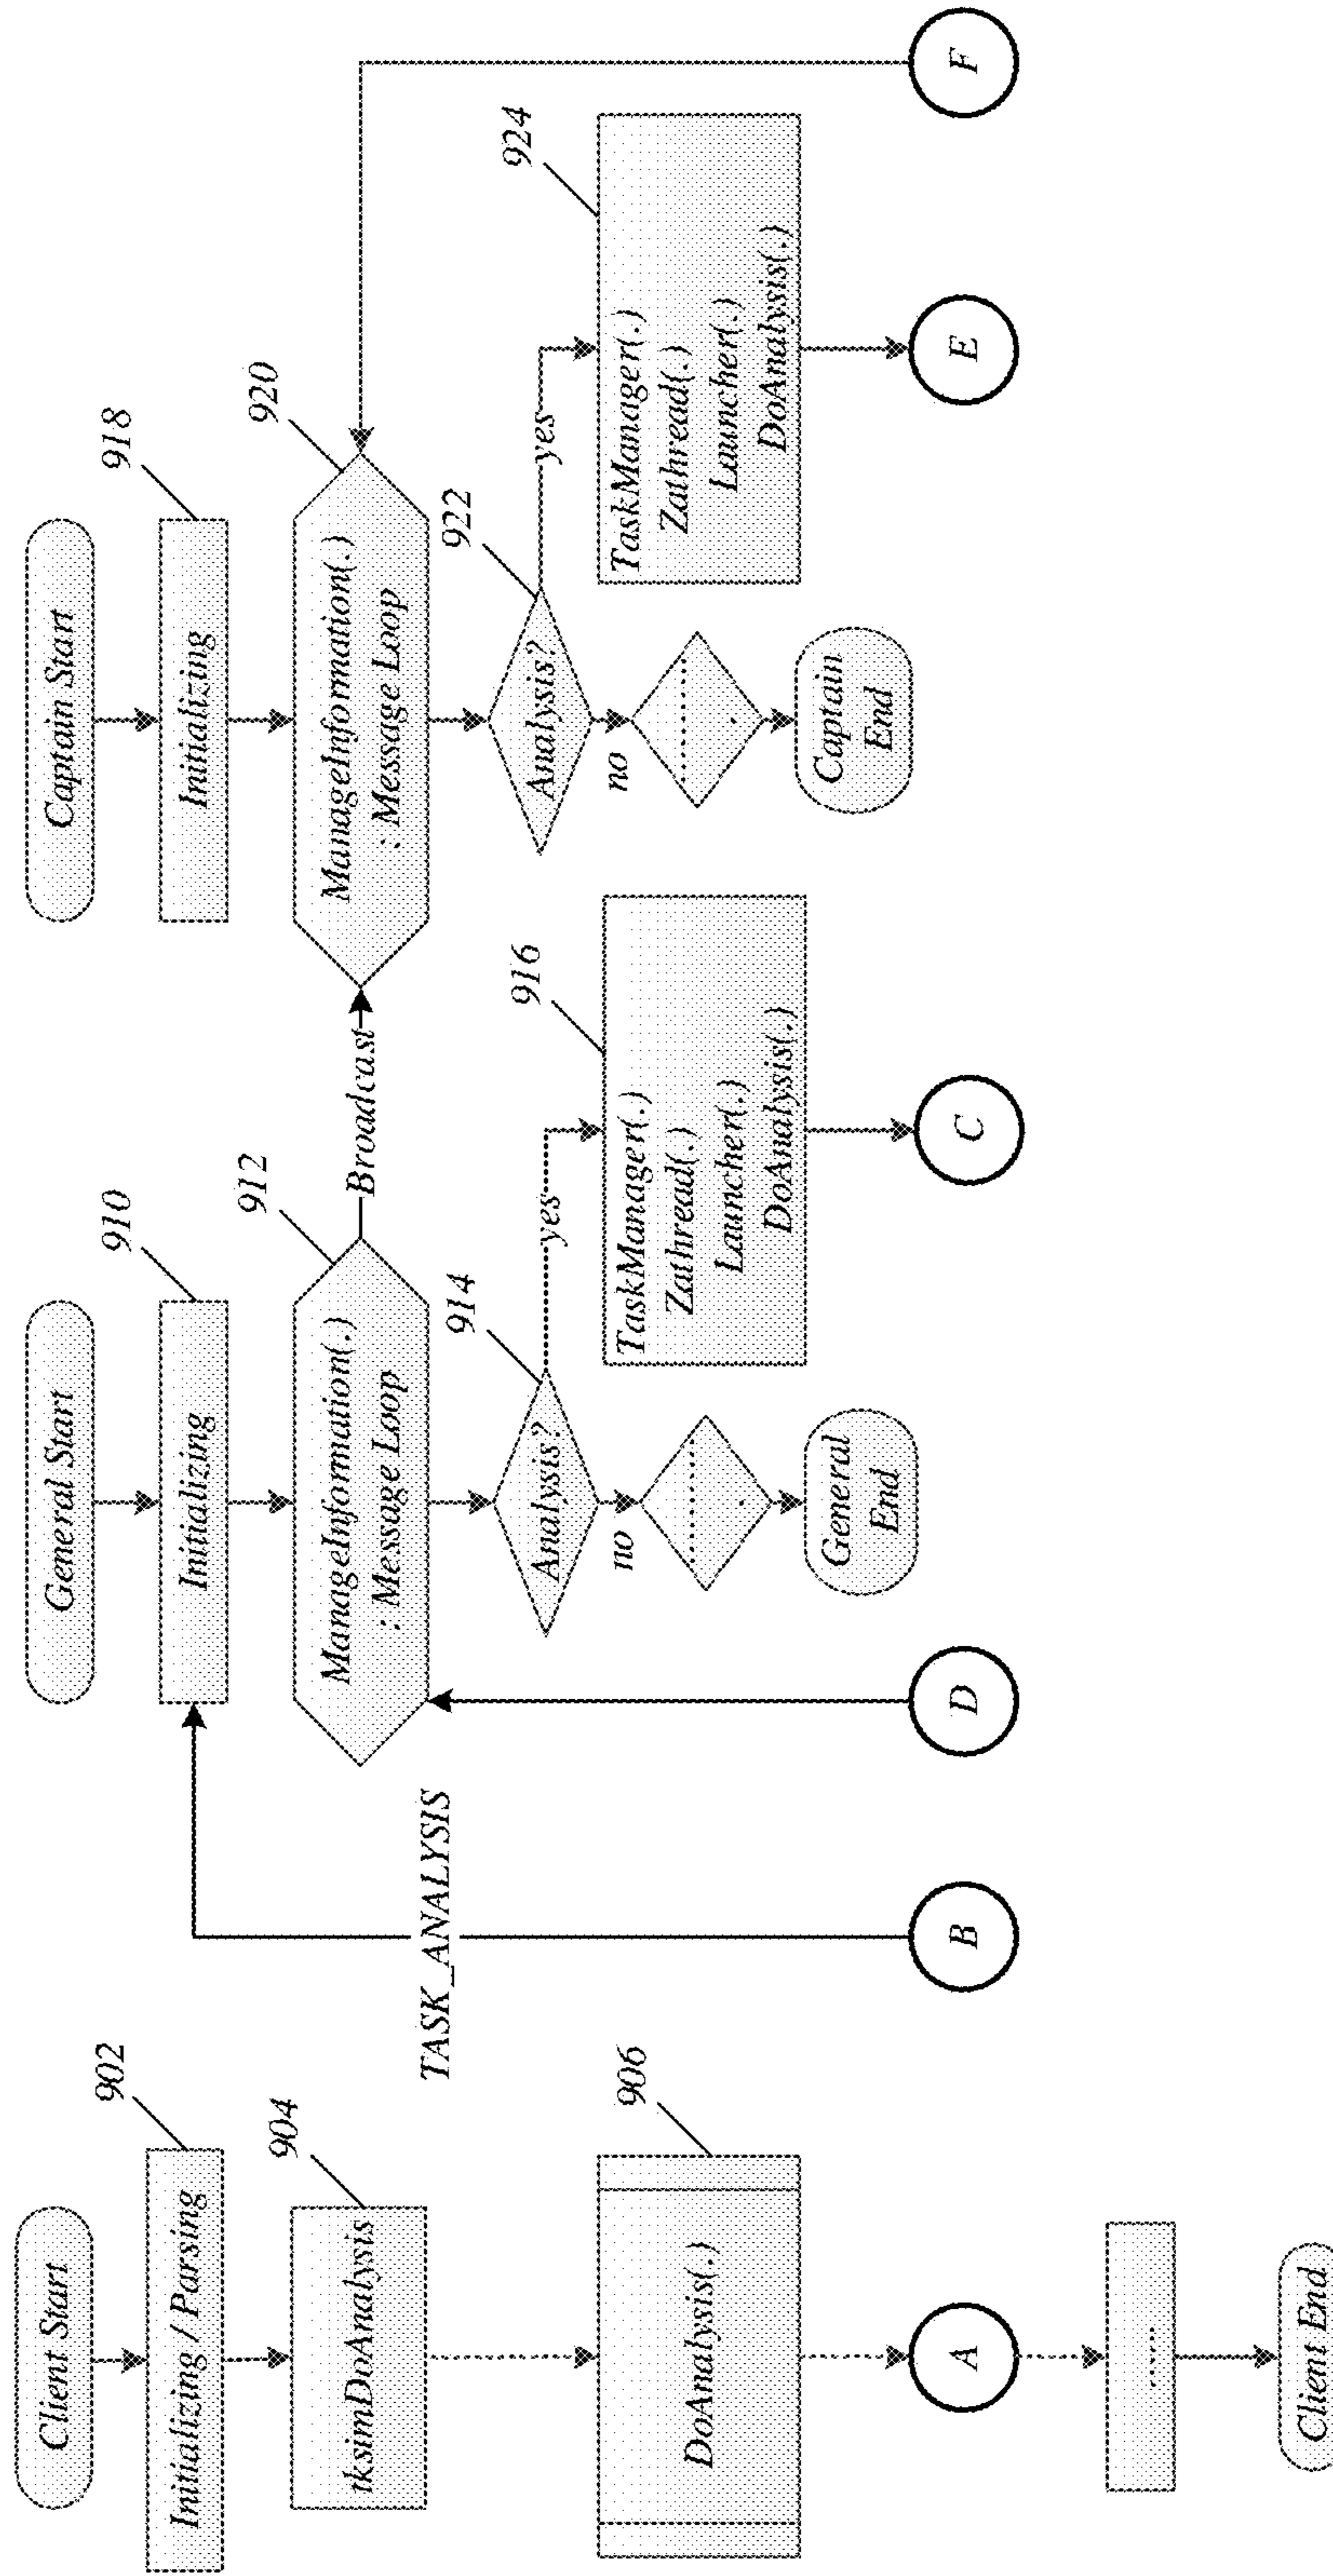 Client Start
902
Initializing / Parsing
904
tksimDoAnalysis
906
DoAnalysis(.)
A
......
Client End
TASK_ANALYSIS
B
General Start
910
Initializing
912
ManageInformation(.)
: Message Loop
Broadcast
914
Analysis?
yes
no
.......
.
General
End
916
TaskManager(.)
Zathread(.)
Launcher(.)
DoAnalysis(.)
D
C
Captain Start
918
Initializing
920
ManageInformation(.)
: Message Loop
922
Analysis?
yes
no
.......
.
Captain
End
924
TaskManager(.)
Zathread(.)
Launcher(.)
DoAnalysis(.)
E
F